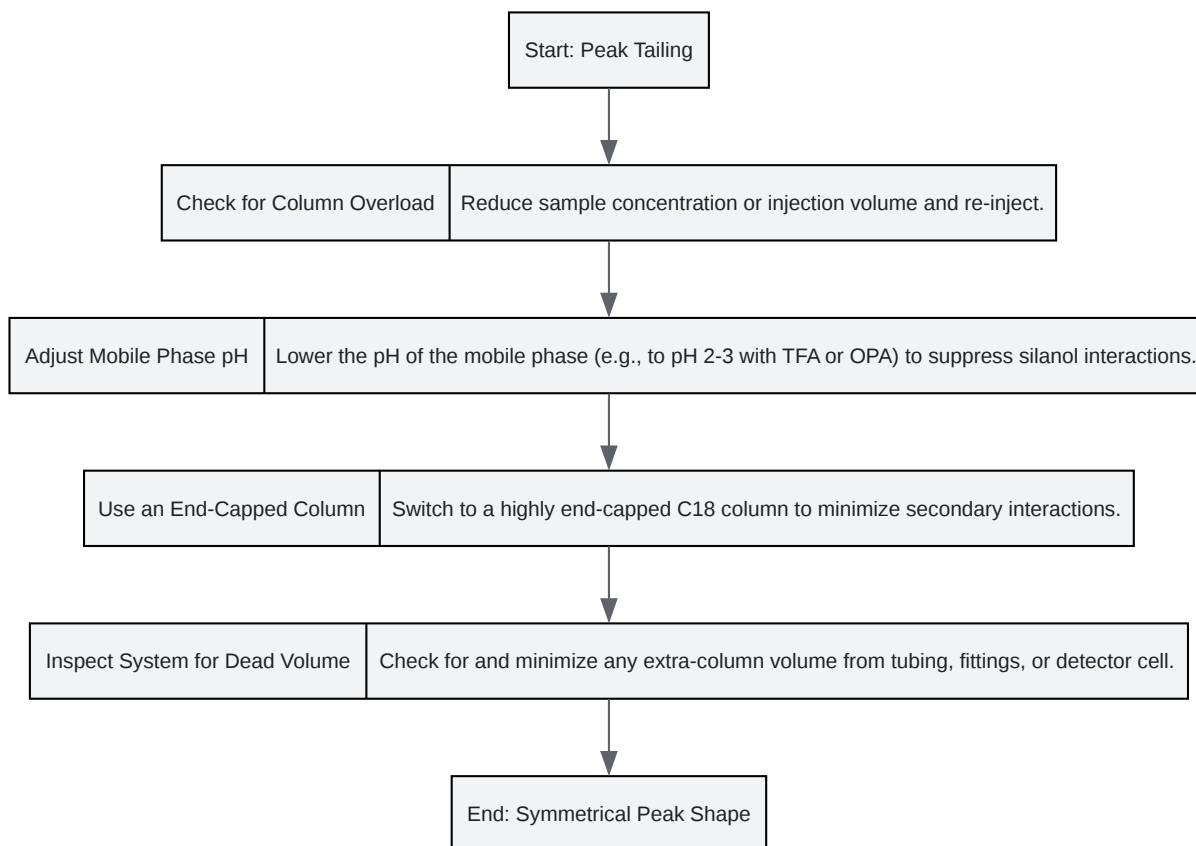 Start: Peak Tailing
Check for Column Overload
Reduce sample concentration or injection volume and re-inject.
Adjust Mobile Phase pH
Lower the pH of the mobile phase (e.g., to pH 2-3 with TFA or OPA) to suppress silanol interactions.
Use an End-Capped Column
Switch to a highly end-capped C18 column to minimize secondary interactions.
Inspect System for Dead Volume
Check for and minimize any extra-column volume from tubing, fittings, or detector cell.
End: Symmetrical Peak Shape